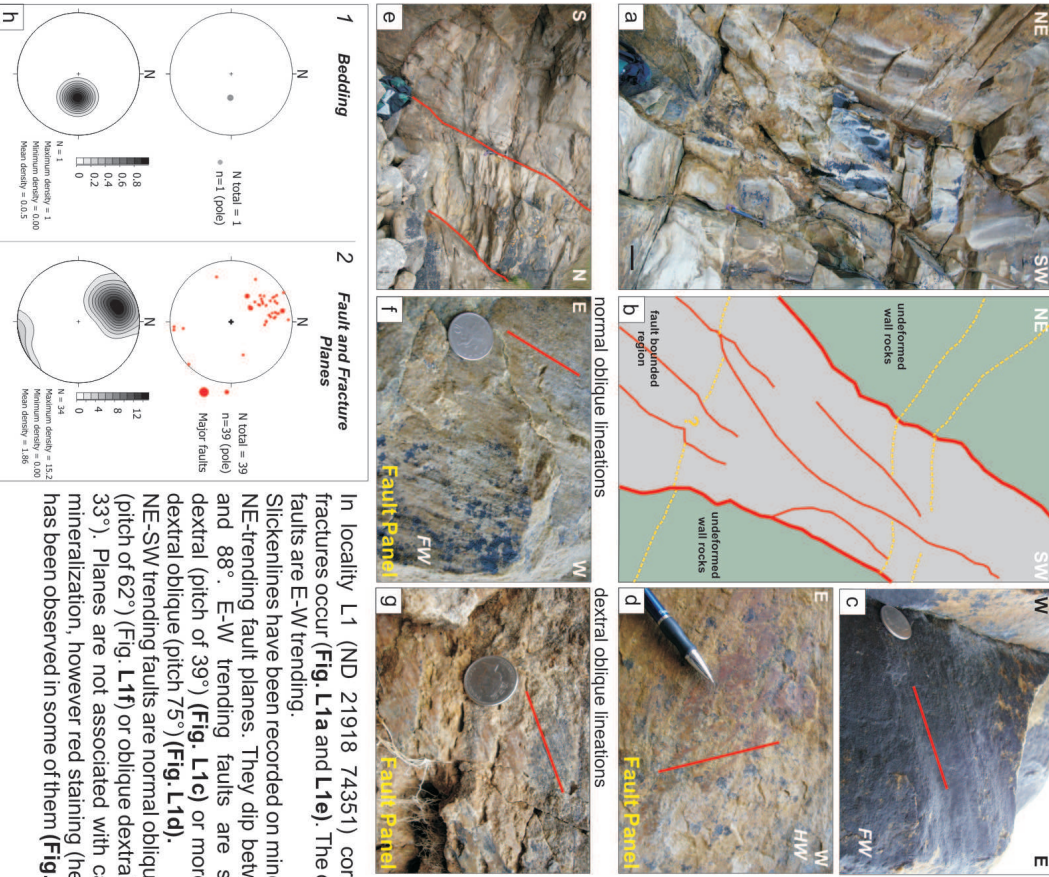 NE
SW
a
NE
SW
undeformed
wall rocks
undeformed
wall rocks
fault bounded
region
?
b
W
E
FW
c
E
W
HW
Fault Panel
d
normal oblique lineations
dextral oblique lineations
S
N
e
E
W
FW
Fault Panel
f
Fault Panel
g
1 Bedding
N
N total = 1
n=1 (pole)
N
0
0.2
0.4
0.6
0.8
N = 1
Maximum density = 1
Minimum density = 0.00
Mean density = 0.0.5
2 Fault and Fracture
Planes
N
N total = 39
n=39 (pole)
Major faults
N
0
4
8
12
N = 34
Maximum density = 15.2
Minimum density = 0.00
Mean density = 1.86
h
In locality L1 (ND 21918 74351) con
fractures occur (Fig. L1a and L1e). The
faults are E-W trending.
Slickenlines have been recorded on mino
NE-trending fault planes. They dip betw
and 88°. E-W trending faults are s
dextral (pitch of 39°) (Fig. L1c) or mor
dextral oblique (pitch 75°) (Fig. L1d).
NE-SW trending faults are normal obliqu
(pitch of 62°) (Fig. L1f) or oblique dextra
33°). Planes are not associated with ca
mineralization, however red staining (he
has been observed in some of them (Fig.